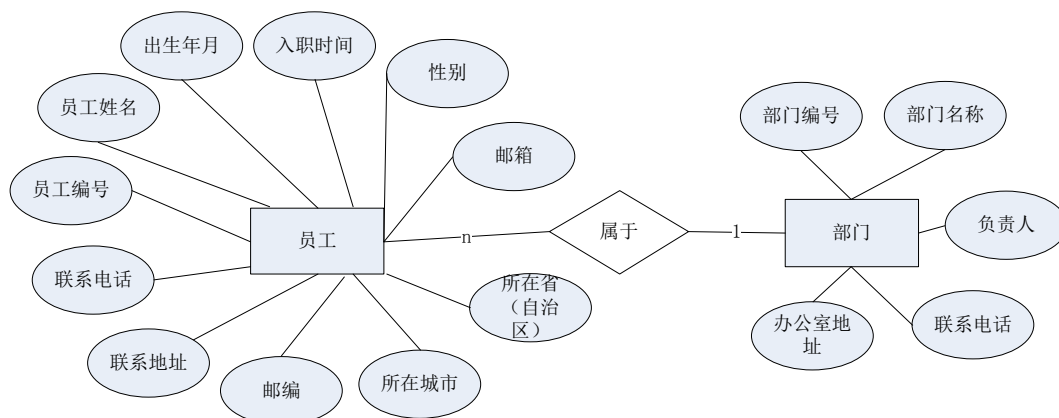 出生年月
入职时间
性别
员工姓名
部门编号
部门名称
邮箱
员工编号
员工
n
属于
1
部门
负责人
联系电话
所在省
（自治
区）
办公室地
址
联系电话
联系地址
邮编
所在城市